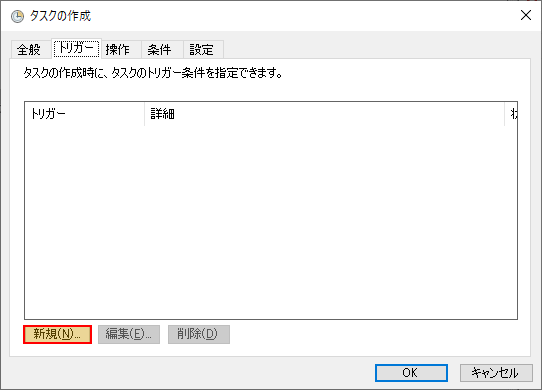 タスクの作成
全般 トリガー 操作 条件 設定
タスクの作成時に、タスクのトリガー条件を指定できます。
トリガー 詳細
新規(N)... 編集(E)... 削除(D)
OK キャンセル